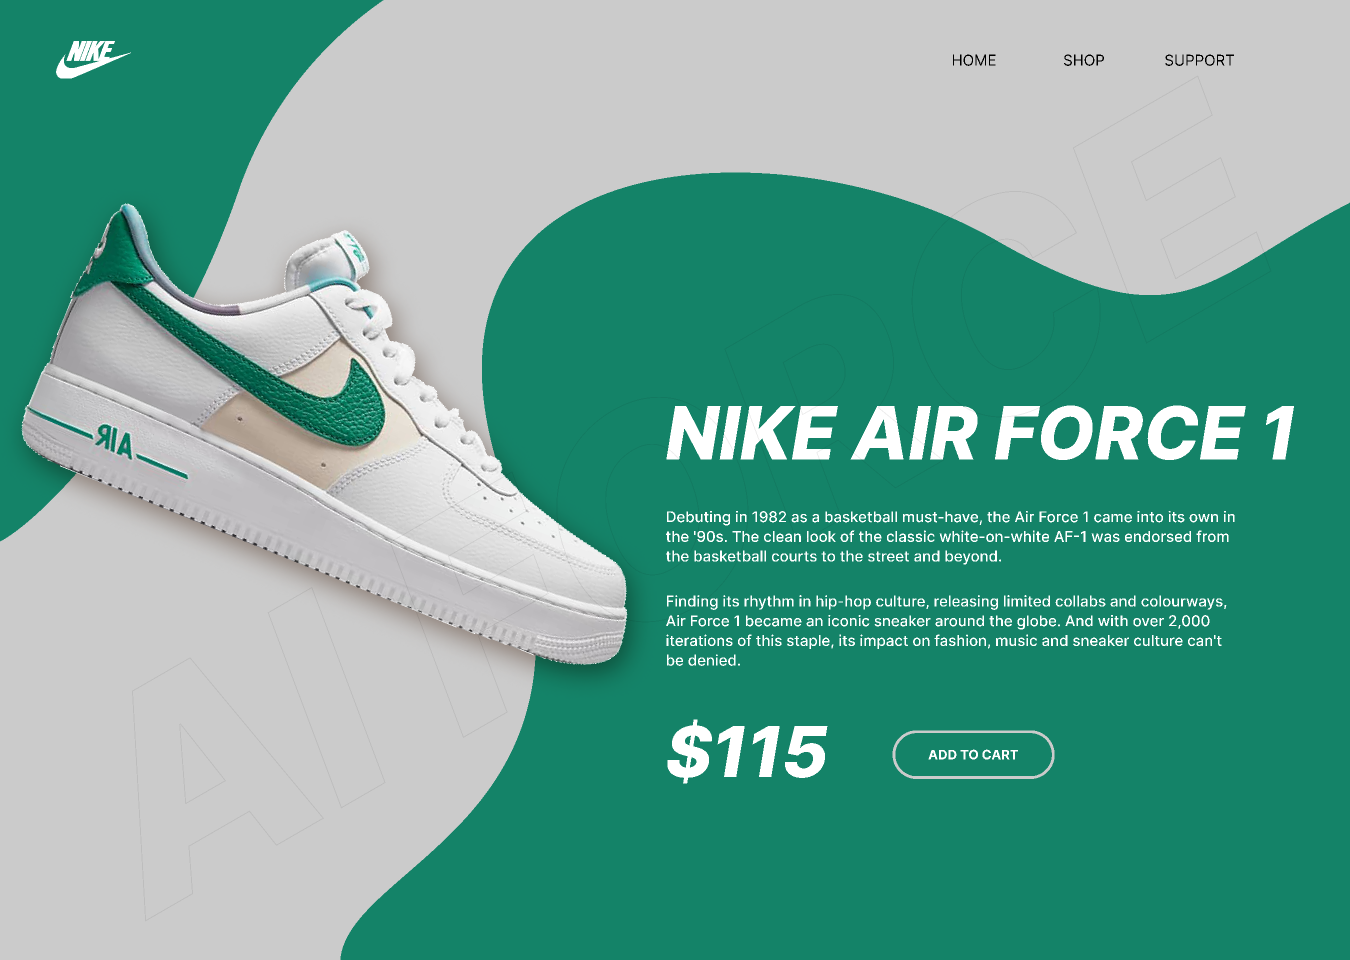 NIKE
HOME
SHOP
SUPPORT
AIR FORCE
AIR
NIKE AIR FORCE 1
Debuting in 1982 as a basketball must-have, the Air Force 1 came into its own in
the '90s. The clean look of the classic white-on-white AF-1 was endorsed from
the basketball courts to the street and beyond.
Finding its rhythm in hip-hop culture, releasing limited collabs and colourways,
Air Force 1 became an iconic sneaker around the globe. And with over 2,000
iterations of this staple, its impact on fashion, music and sneaker culture can't
be denied.
$115
ADD TO CART